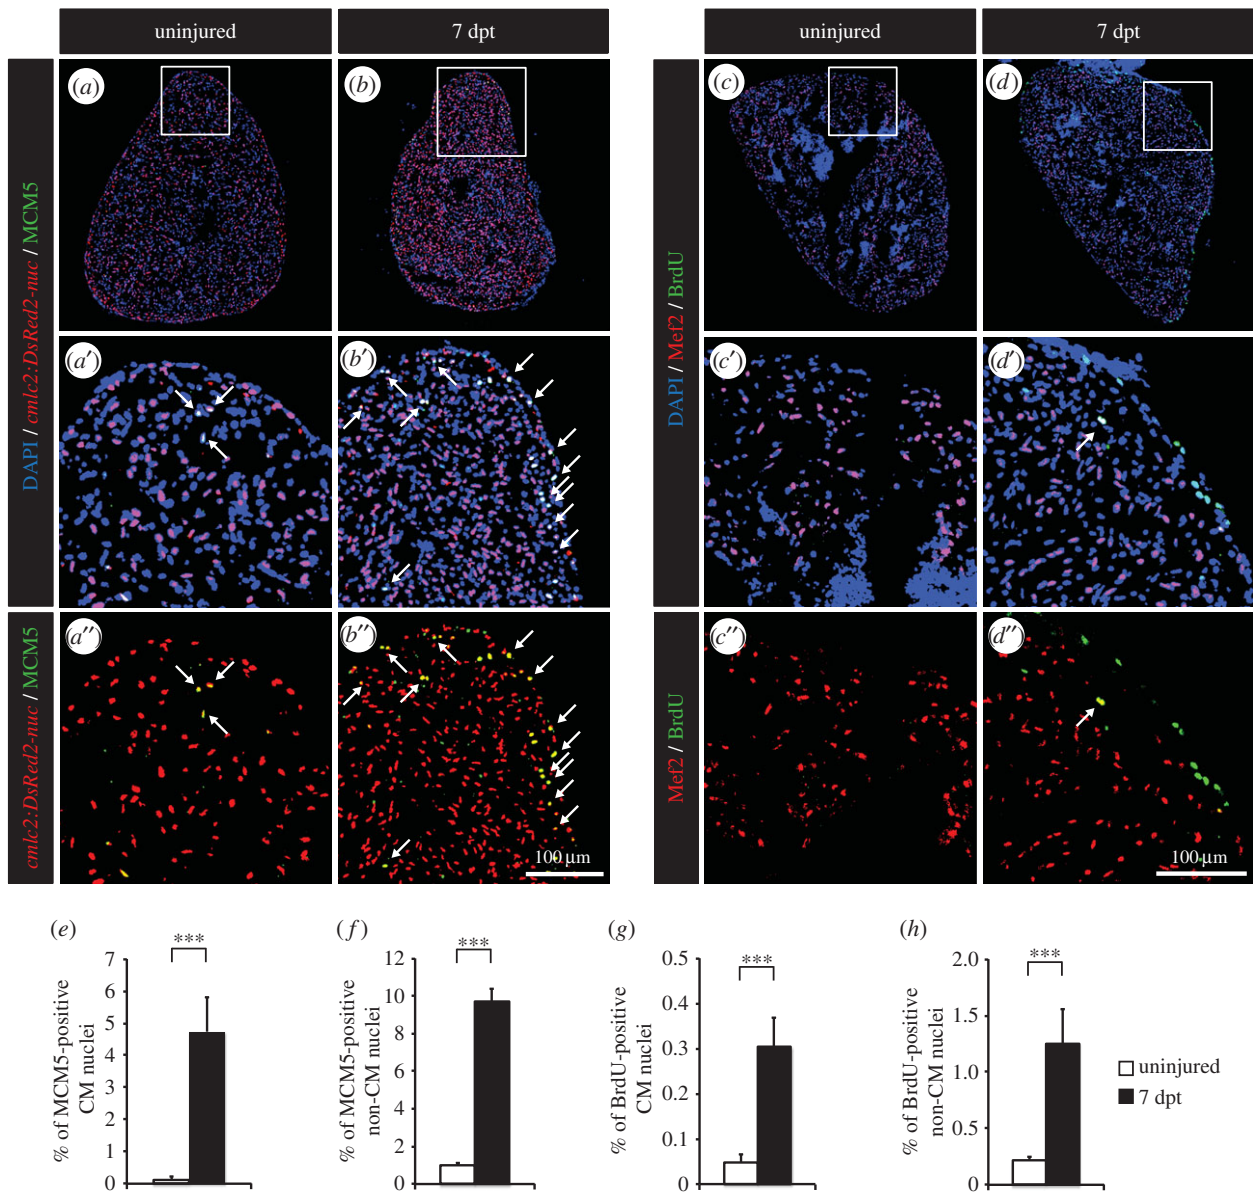 uninjured
7 dpt
uninjured
7 dpt
DAPI / cmlc2:DsRed2-nuc / MCM5
(a)
(b)
DAPI / Mef2 / BrdU
(c)
(d)
(a′)
(b′)
(c′)
(d′)
cmlc2:DsRed2-nuc / MCM5
(a″)
(b″)
100 µm
Mef2 / BrdU
(c″)
(d″)
100 µm
(e)
***
% of MCM5-positive
CM nuclei
7
6
5
4
3
2
1
0
(f)
***
% of MCM5-positive
non-CM nuclei
12
10
8
6
4
2
0
(g)
***
% of BrdU-positive
CM nuclei
0.5
0.4
0.3
0.2
0.1
0
(h)
***
% of BrdU-positive
non-CM nuclei
2.0
1.5
1.0
0.5
0
uninjured
7 dpt